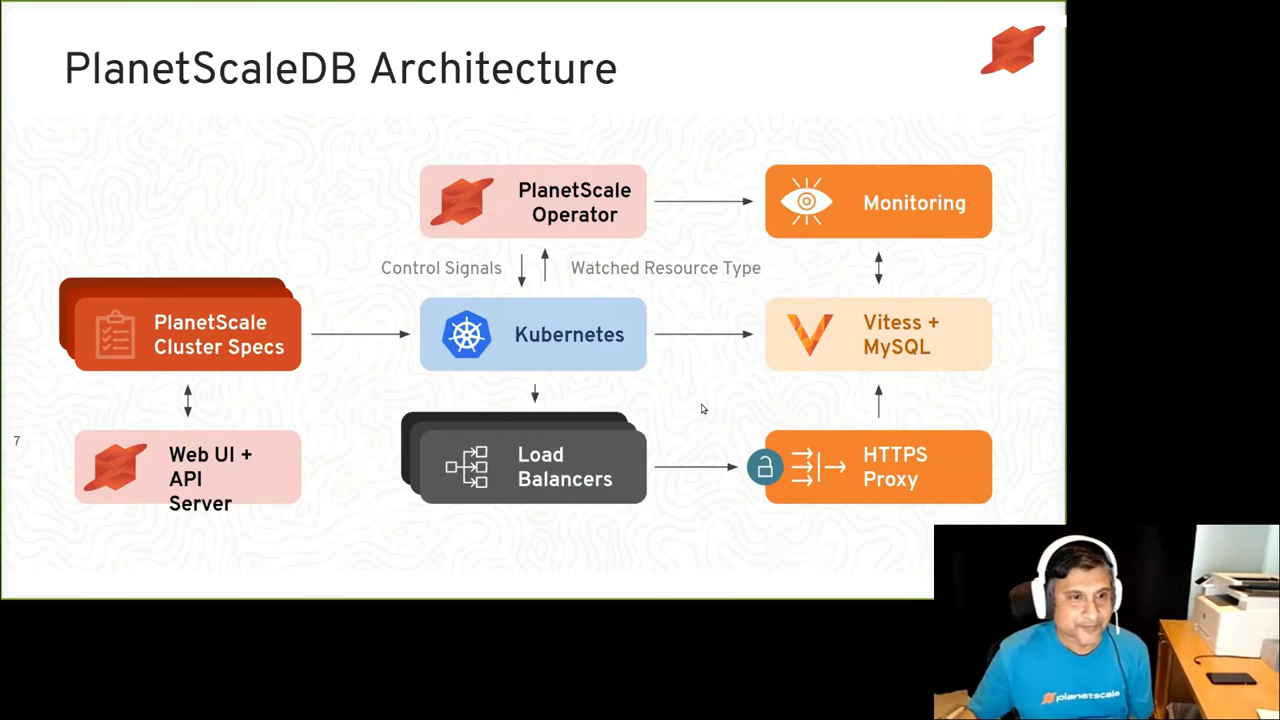 PlanetScaleDB Architecture
PlanetScale
Operator
Monitoring
Control Signals
Watched Resource Type
PlanetScale
Cluster Specs
Kubernetes
Vitess +
MySQL
7
Web UI +
API
Server
Load
Balancers
HTTPS
Proxy
planetscale